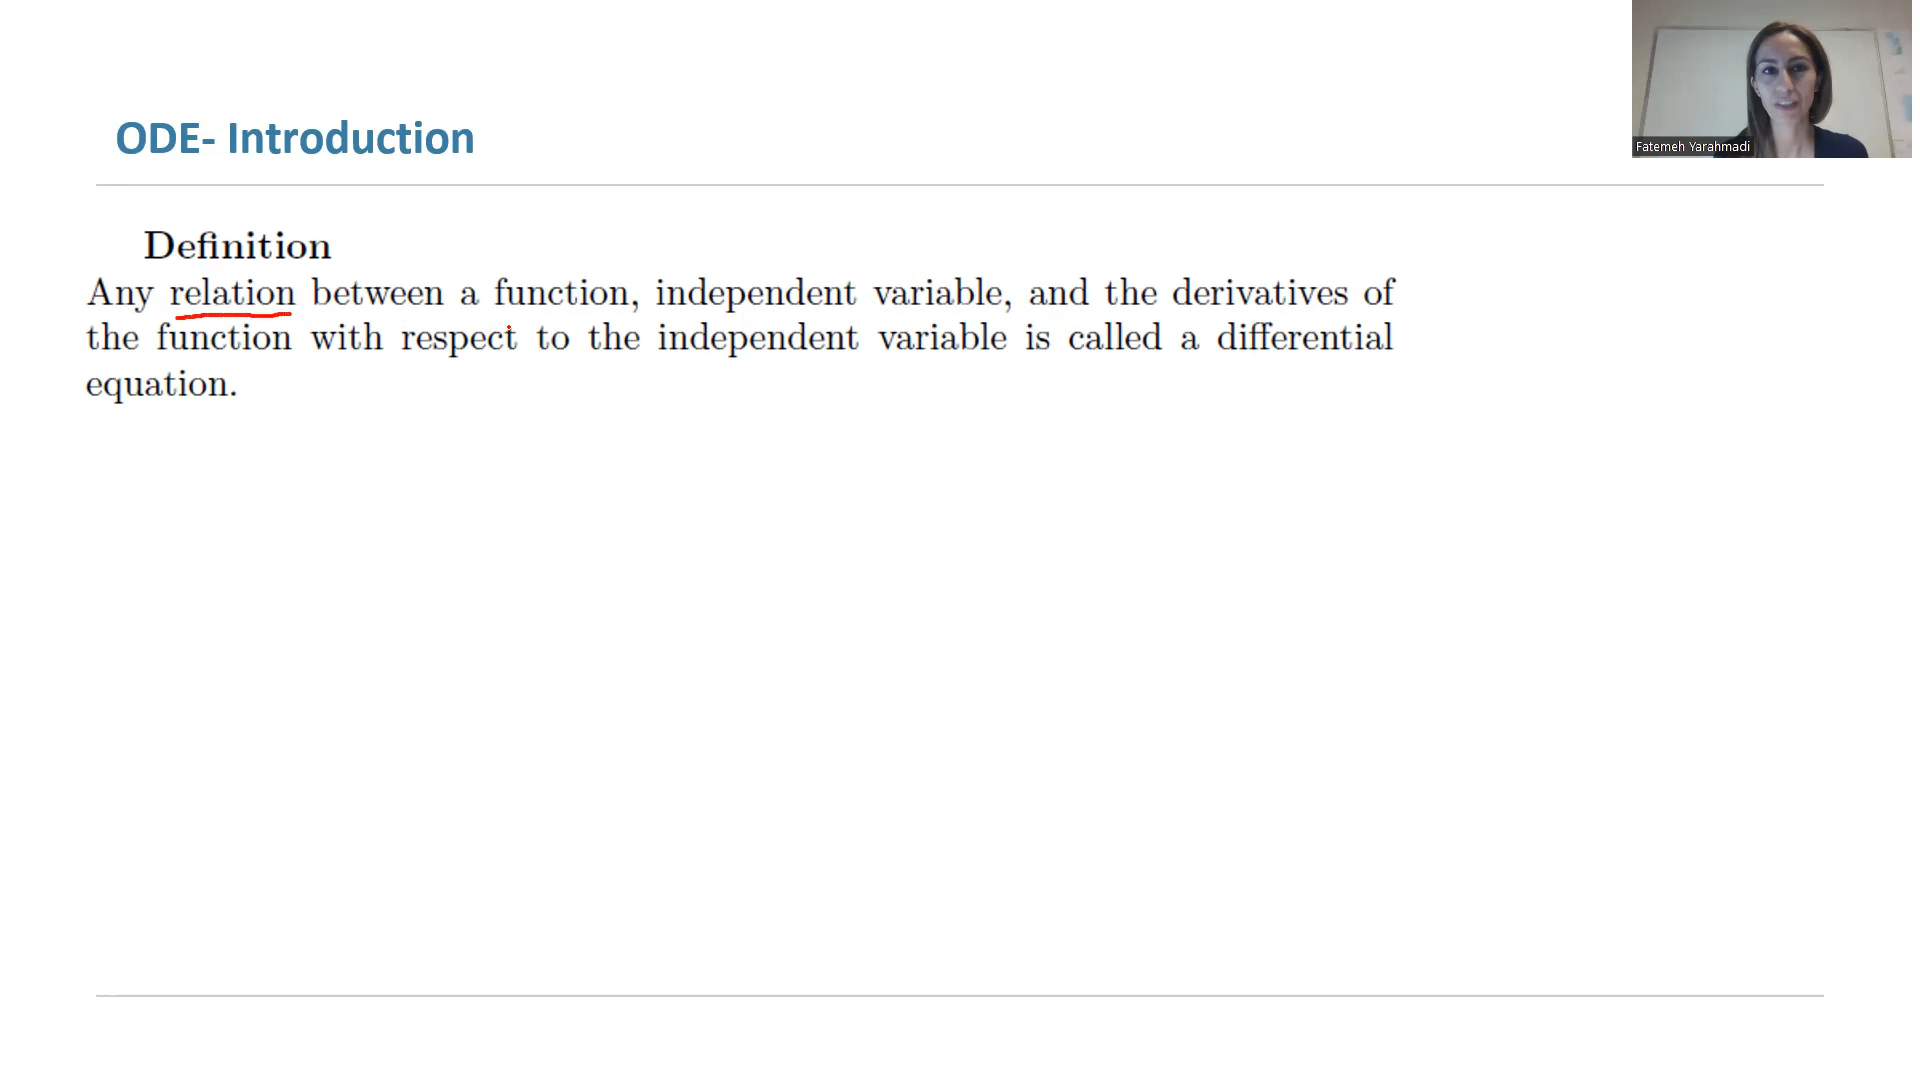 ODE- Introduction
Fatemeh Yarahmadi
Definition
Any relation between a function, independent variable, and the derivatives of
the function with respect to the independent variable is called a differential
equation.